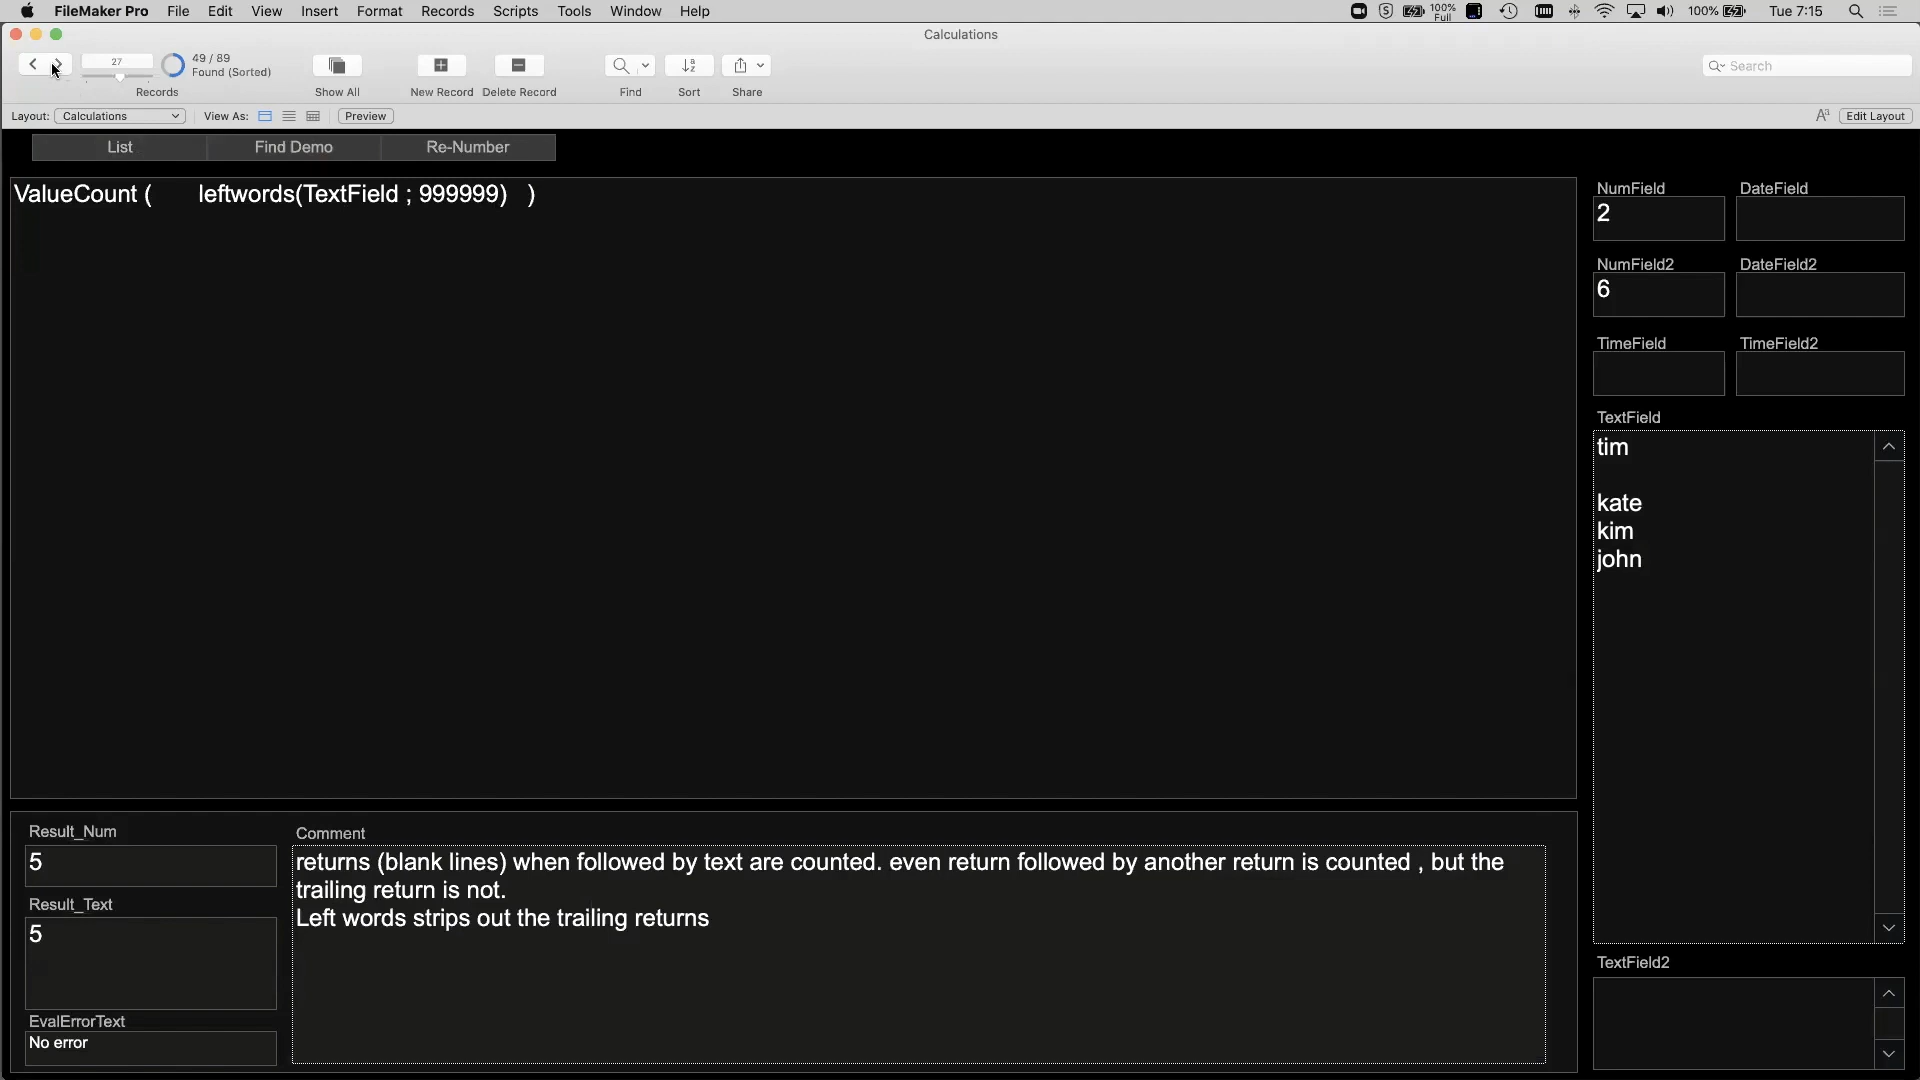 FileMaker Pro File Edit View Insert Format Records Scripts Tools Window Help 100% Full 100% Tue 7:15
Calculations
27 49 / 89
Found (Sorted)
Search
Records Show All New Record Delete Record Find Sort Share
Layout: Calculations View As: Preview Aa Edit Layout
List Find Demo Re-Number
ValueCount ( leftwords(TextField ; 999999) )
NumField DateField
2
NumField2 DateField2
6
TimeField TimeField2
TextField
tim
kate
kim
john
TextField2
Result_Num
5
Result_Text
5
EvalErrorText
No error
Comment
returns (blank lines) when followed by text are counted. even return followed by another return is counted , but the
trailing return is not.
Left words strips out the trailing returns